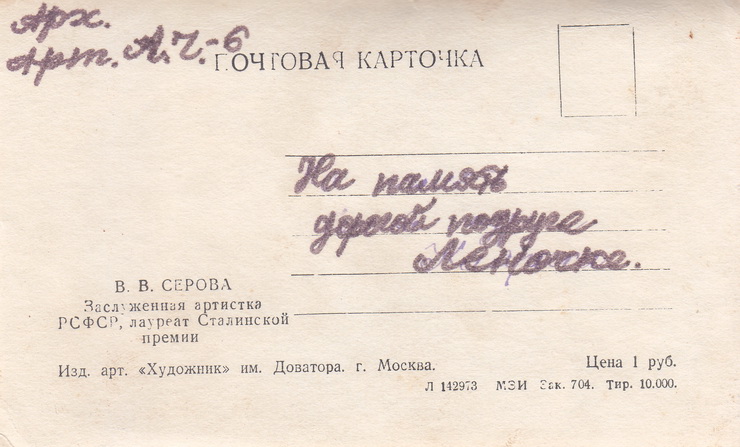 Арх.
Арт. А.Ч.-6
ПОЧТОВАЯ КАРТОЧКА
На память
дорогой подруге
Леночке.
В. В. СЕРОВА
Заслуженная артистка
РСФСР, лауреат Сталинской
премии
Изд. арт. «Художник» им. Доватора. г. Москва.
Цена 1 руб.
Л 142973 МЗИ Зак. 704. Тир. 10.000.